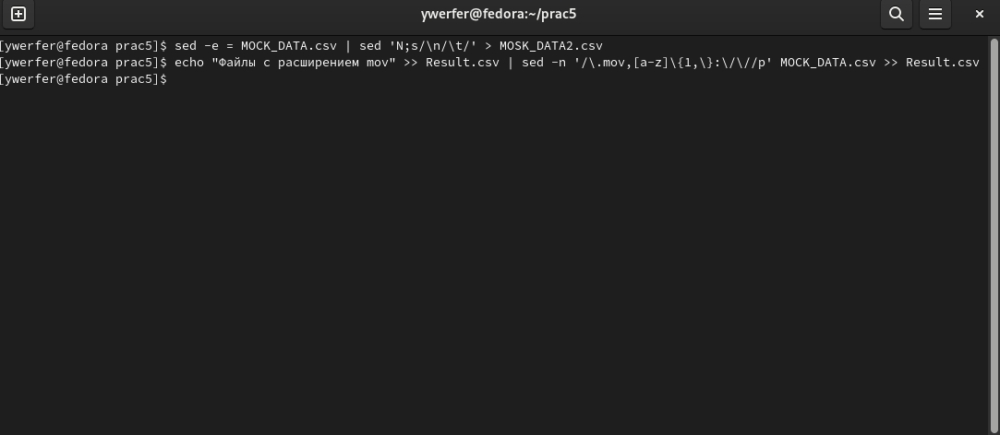 ywerfer@fedora:~/prac5
[ywerfer@fedora prac5]$ sed -e = MOCK_DATA.csv | sed 'N;s/\n/\t/' > MOSK_DATA2.csv
[ywerfer@fedora prac5]$ echo "Файлы с расширением mov" >> Result.csv | sed -n '/\.mov,[a-z]\{1,\}:\/\//p' MOCK_DATA.csv >> Result.csv
[ywerfer@fedora prac5]$